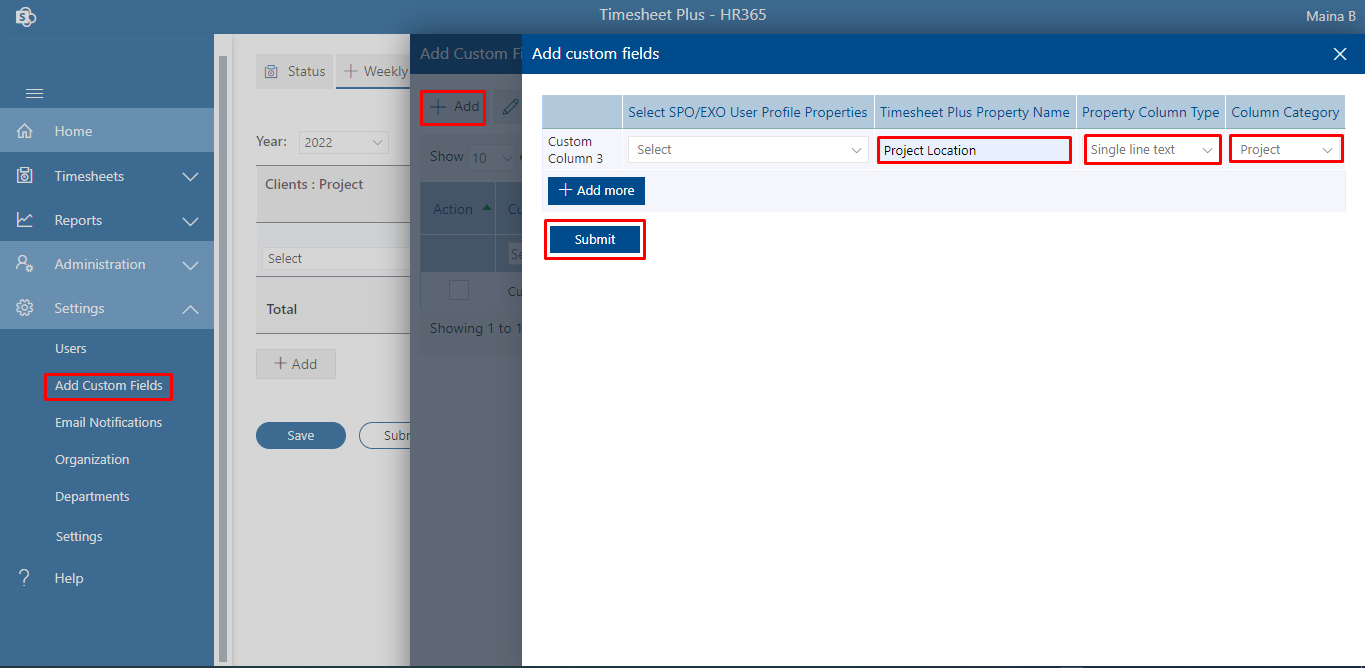 Timesheet Plus - HR365
Maina B
Home
Timesheets
Reports
Administration
Settings
Users
Add Custom Fields
Email Notifications
Organization
Departments
Settings
Help
Status
Weekly
Year:
2022
Clients : Project
Select
Total
Add
Save
Subr
Add Custom Fi
Add
Show 10
Action
Cu
Se
Cu
Showing 1 to 1
Add custom fields
Select SPO/EXO User Profile Properties
Timesheet Plus Property Name
Property Column Type
Column Category
Custom
Column 3
Select
Project Location
Single line text
Project
Add more
Submit